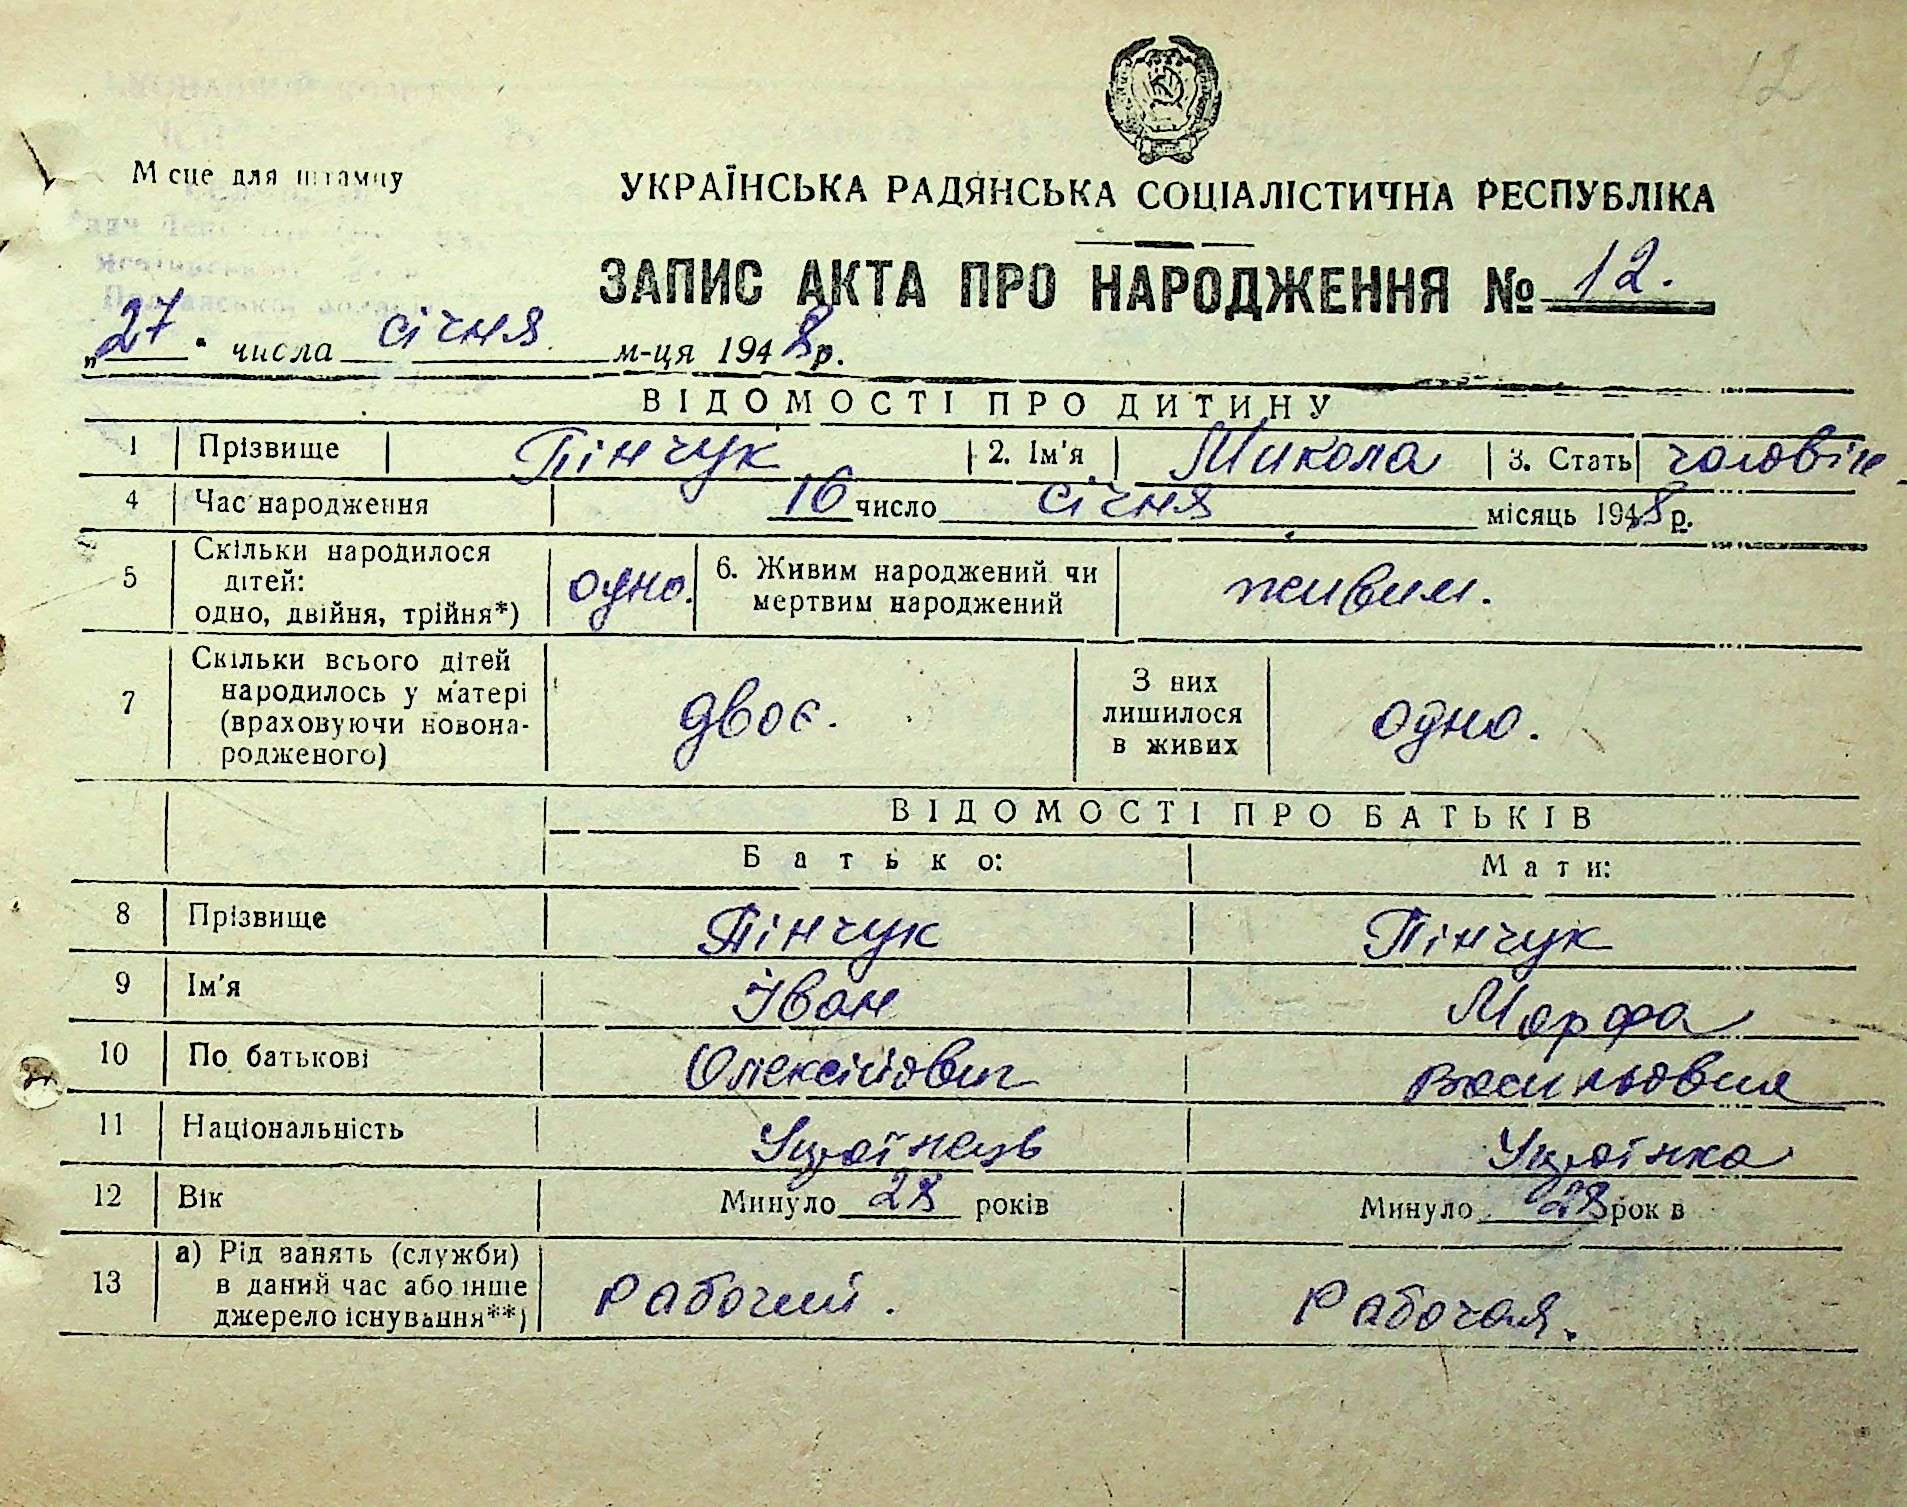 12
Місце для штампу
УКРАЇНСЬКА РАДЯНСЬКА СОЦІАЛІСТИЧНА РЕСПУБЛІКА
ЗАПИС АКТА ПРО НАРОДЖЕННЯ № 12.
„27“ числа січня м-ця 1948 р.
ВІДОМОСТІ ПРО ДИТИНУ
1 Прізвище Пінчук 2. Ім'я Микола 3. Стать чоловік
4 Час народження 16 число січня місяць 1948 р.
5 Скільки народилося дітей: одно, двійня, трійня*) одно. 6. Живим народжений чи мертвим народжений живим.
7 Скільки всього дітей народилось у матері (враховуючи новонародженого) двоє. З них лишилося в живих одно.
ВІДОМОСТІ ПРО БАТЬКІВ
Батько: Мати:
8 Прізвище Пінчук Пінчук
9 Ім'я Іван Марфа
10 По батькові Олексійович Васильовня
11 Національність Українець Українка
12 Вік Минуло 28 років Минуло 28 років
13 а) Рід занять (служби) в даний час або інше джерело існування**) Рабочий. Рабочая.